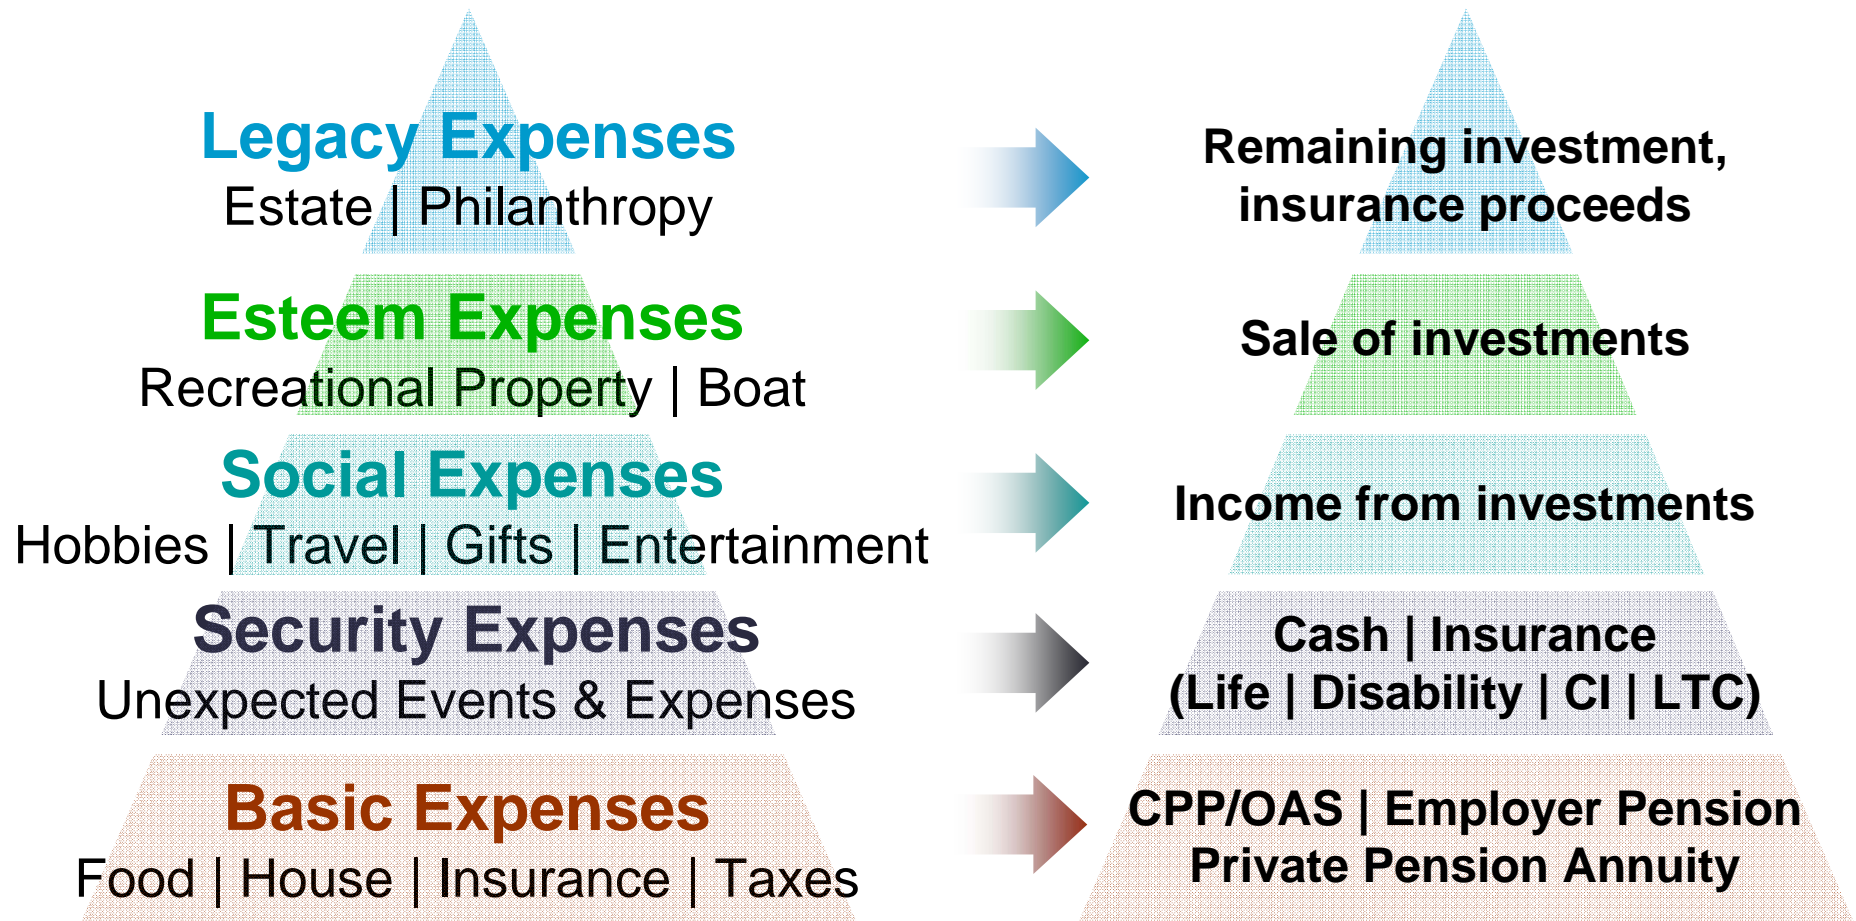 Legacy Expenses
Estate | Philanthropy
Remaining investment,
insurance proceeds
Esteem Expenses
Recreational Property | Boat
Sale of investments
Social Expenses
Hobbies | Travel | Gifts | Entertainment
Income from investments
Security Expenses
Unexpected Events & Expenses
Cash | Insurance
(Life | Disability | CI | LTC)
Basic Expenses
Food | House | Insurance | Taxes
CPP/OAS | Employer Pension
Private Pension Annuity